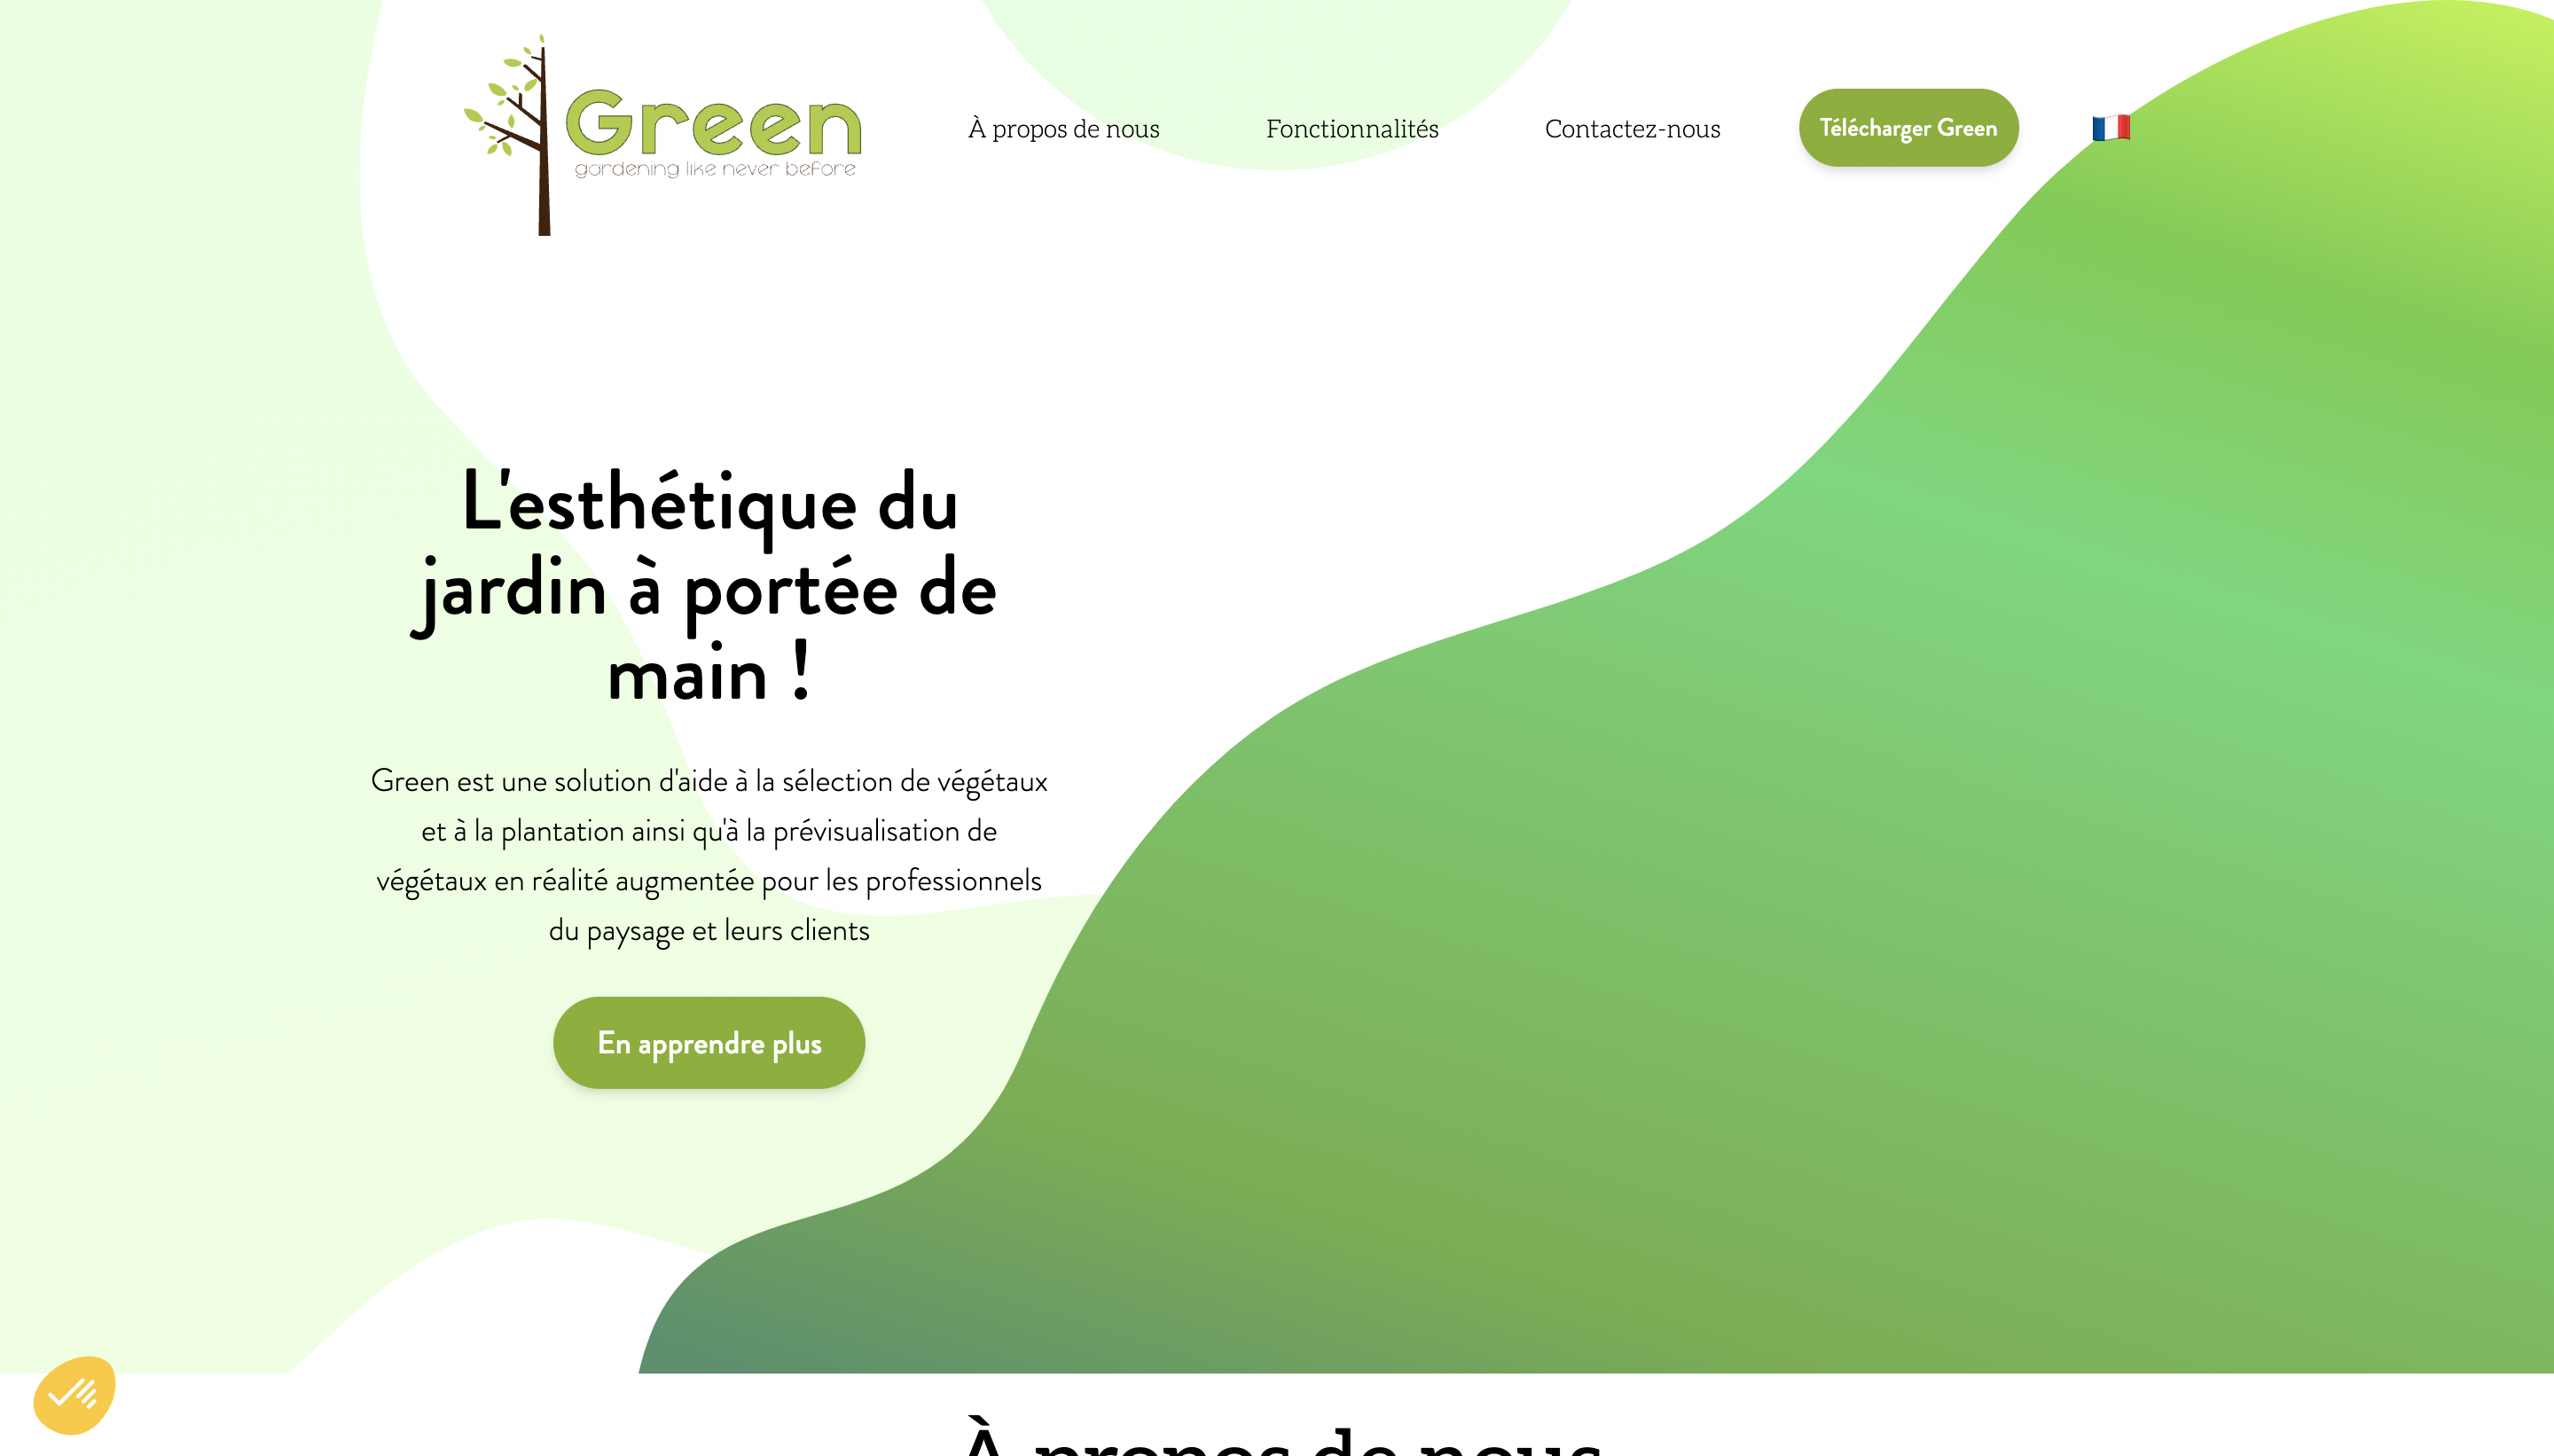 Green
gardening like never before
À propos de nous
Fonctionnalités
Contactez-nous
Télécharger Green
L'esthétique du
jardin à portée de
main !
Green est une solution d'aide à la sélection de végétaux
et à la plantation ainsi qu'à la prévisualisation de
végétaux en réalité augmentée pour les professionnels
du paysage et leurs clients
En apprendre plus
À propos de nous